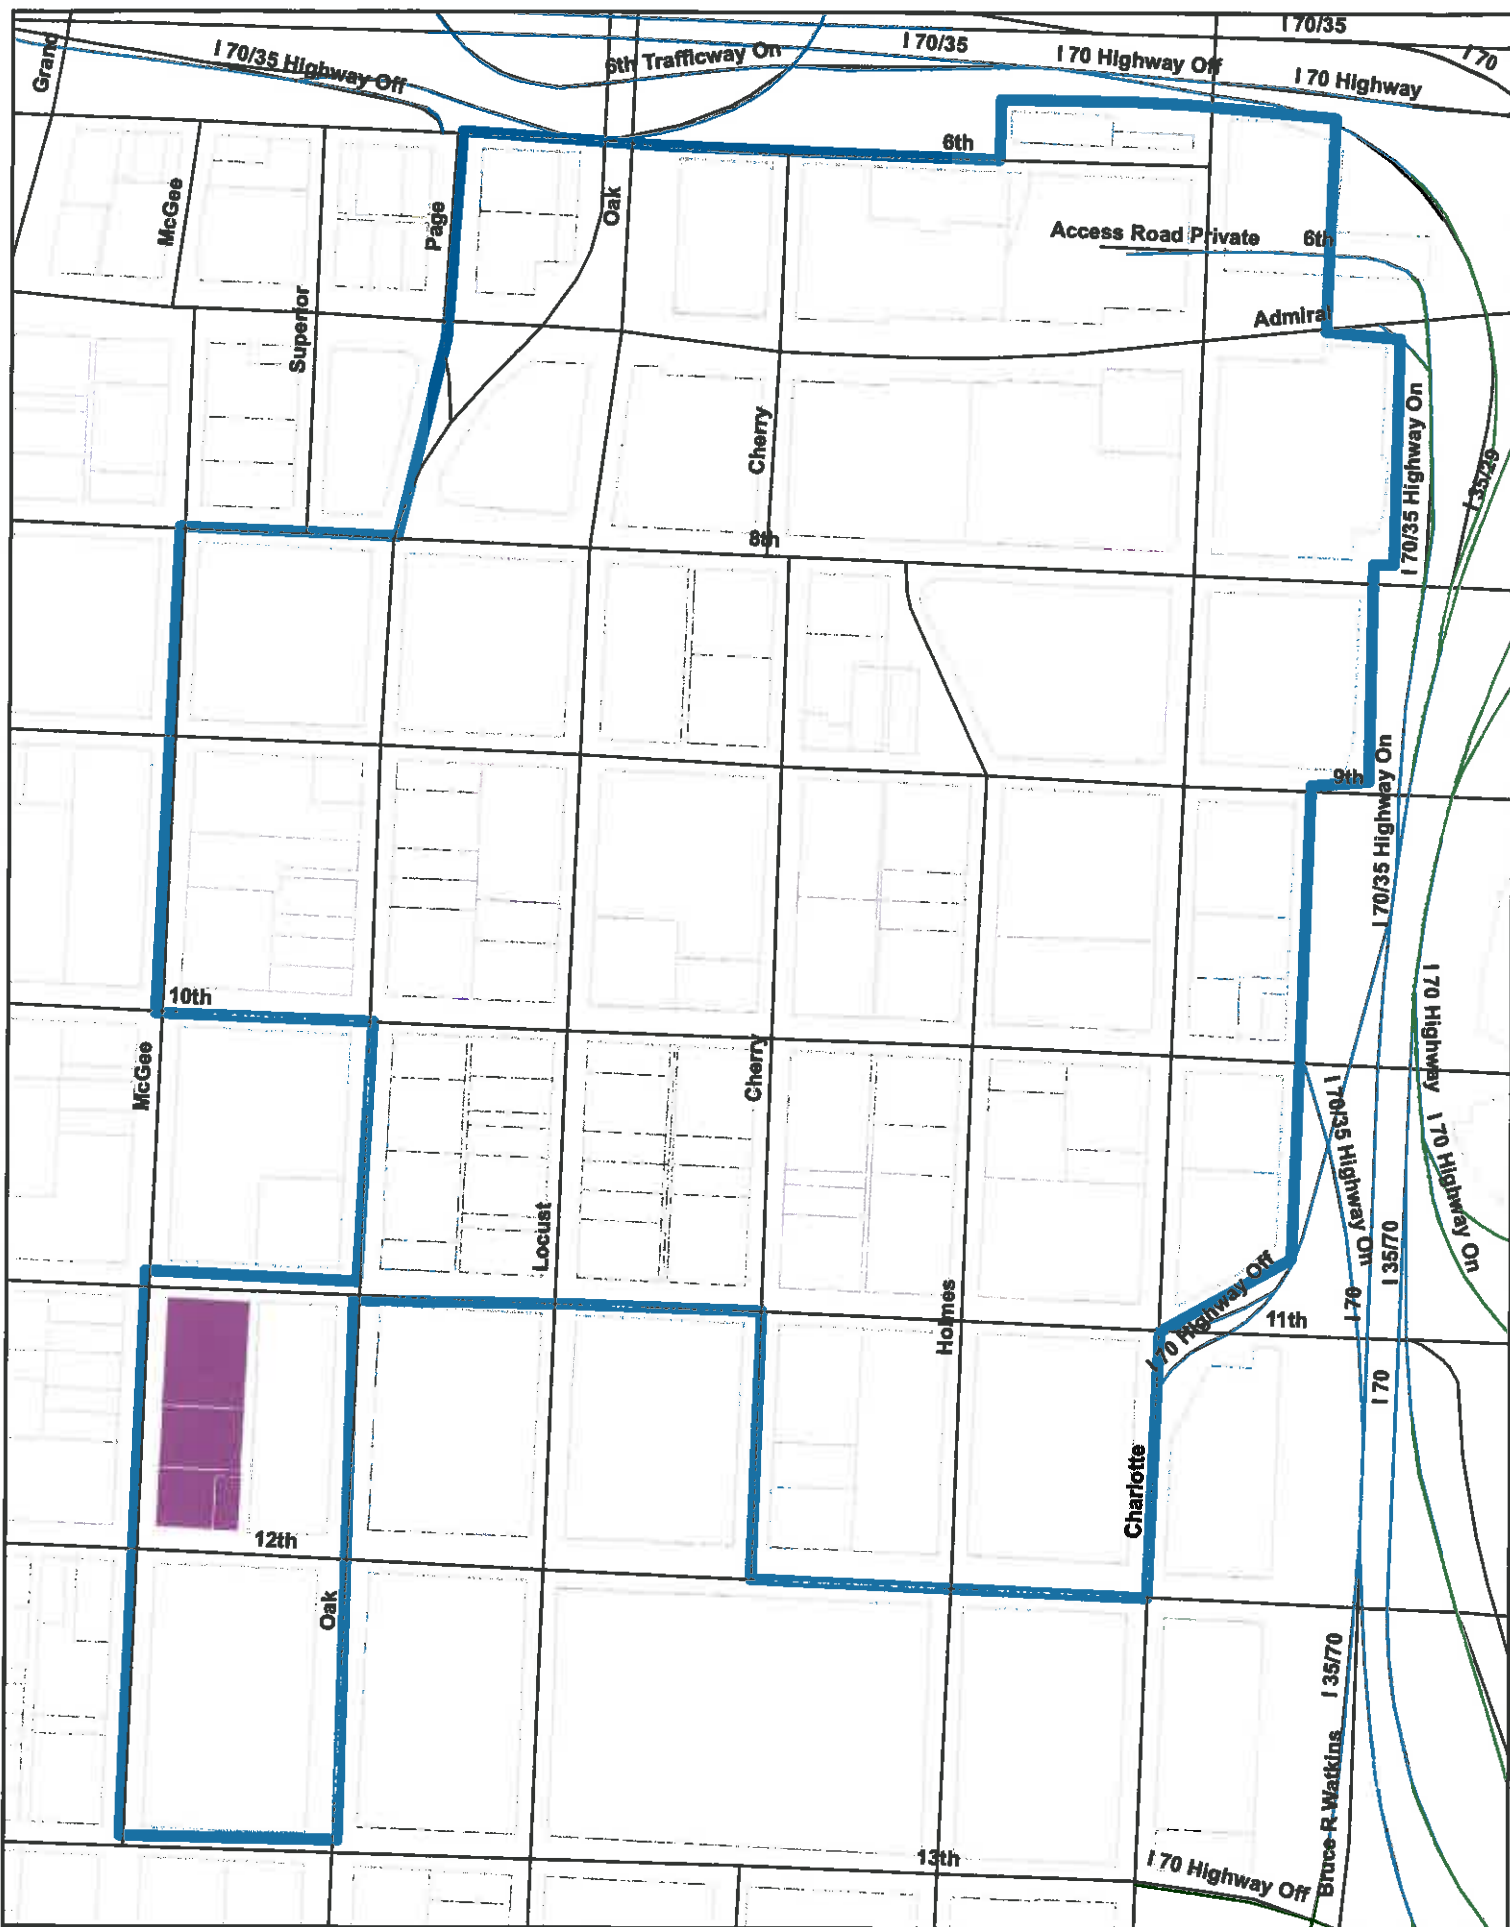 I 70/35
I 70
I 70/35
Grand
I 70/35 Highway Off
6th Trafficway On
I 70 Highway Off
I 70 Highway
6th
McGee
Page
Oak
Access Road Private
6th
Superior
Admiral
Cherry
I 70/35 Highway On
I 35/29
8th
9th
I 70/35 Highway On
10th
I 70 Highway
McGee
Cherry
I 70/35 Highway On
I 70 Highway On
Locust
I 35/70
Holmes
I 70 Highway Off
I 70
11th
I 70
Charlotte
12th
Oak
I 35/70
Bruce R Watkins
13th
I 70 Highway Off